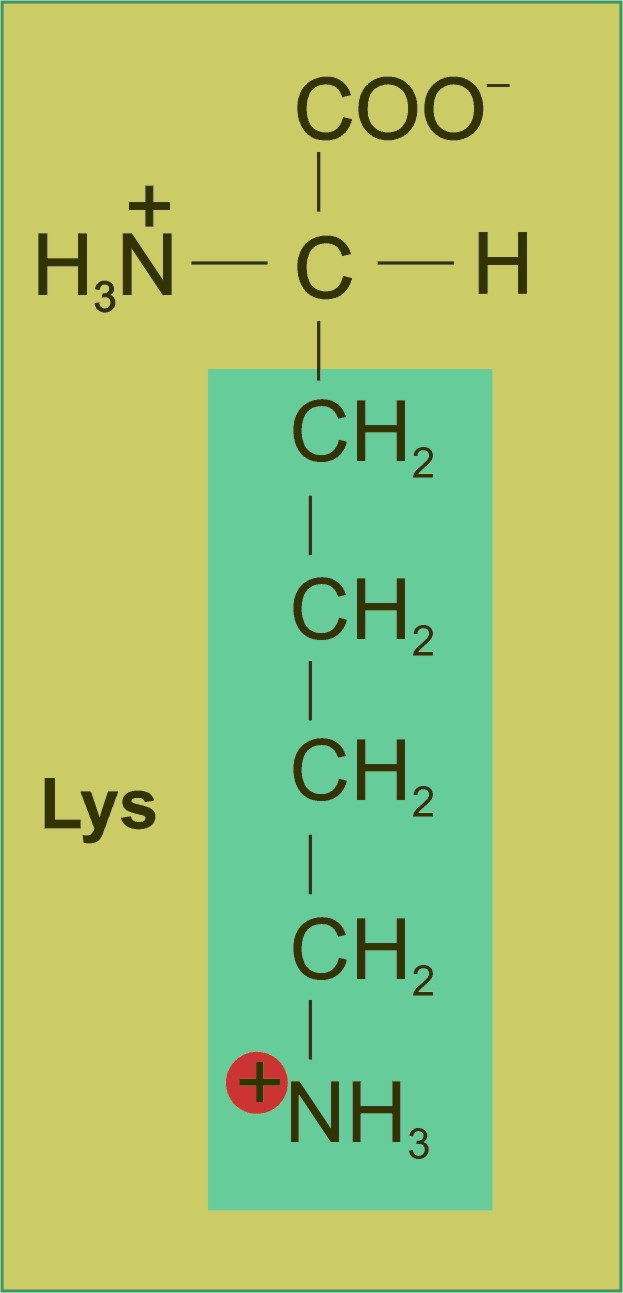 COO⁻
+
H₃N — C — H
CH₂
CH₂
CH₂
Lys
CH₂
+NH₃